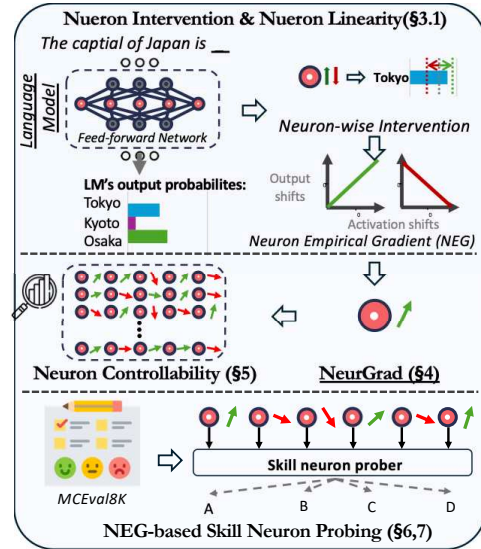 Nueron Intervention & Nueron Linearity(§3.1)
The captial of Japan is __
Language
Model
Feed-forward Network
Tokyo
Neuron-wise Intervention
LM's output probabilites:
Tokyo
Kyoto
Osaka
Output
shifts
Activation shifts
Neuron Empirical Gradient (NEG)
Neuron Controllability (§5)
NeurGrad (§4)
MCEval8K
Skill neuron prober
A
B
C
D
NEG-based Skill Neuron Probing (§6,7)